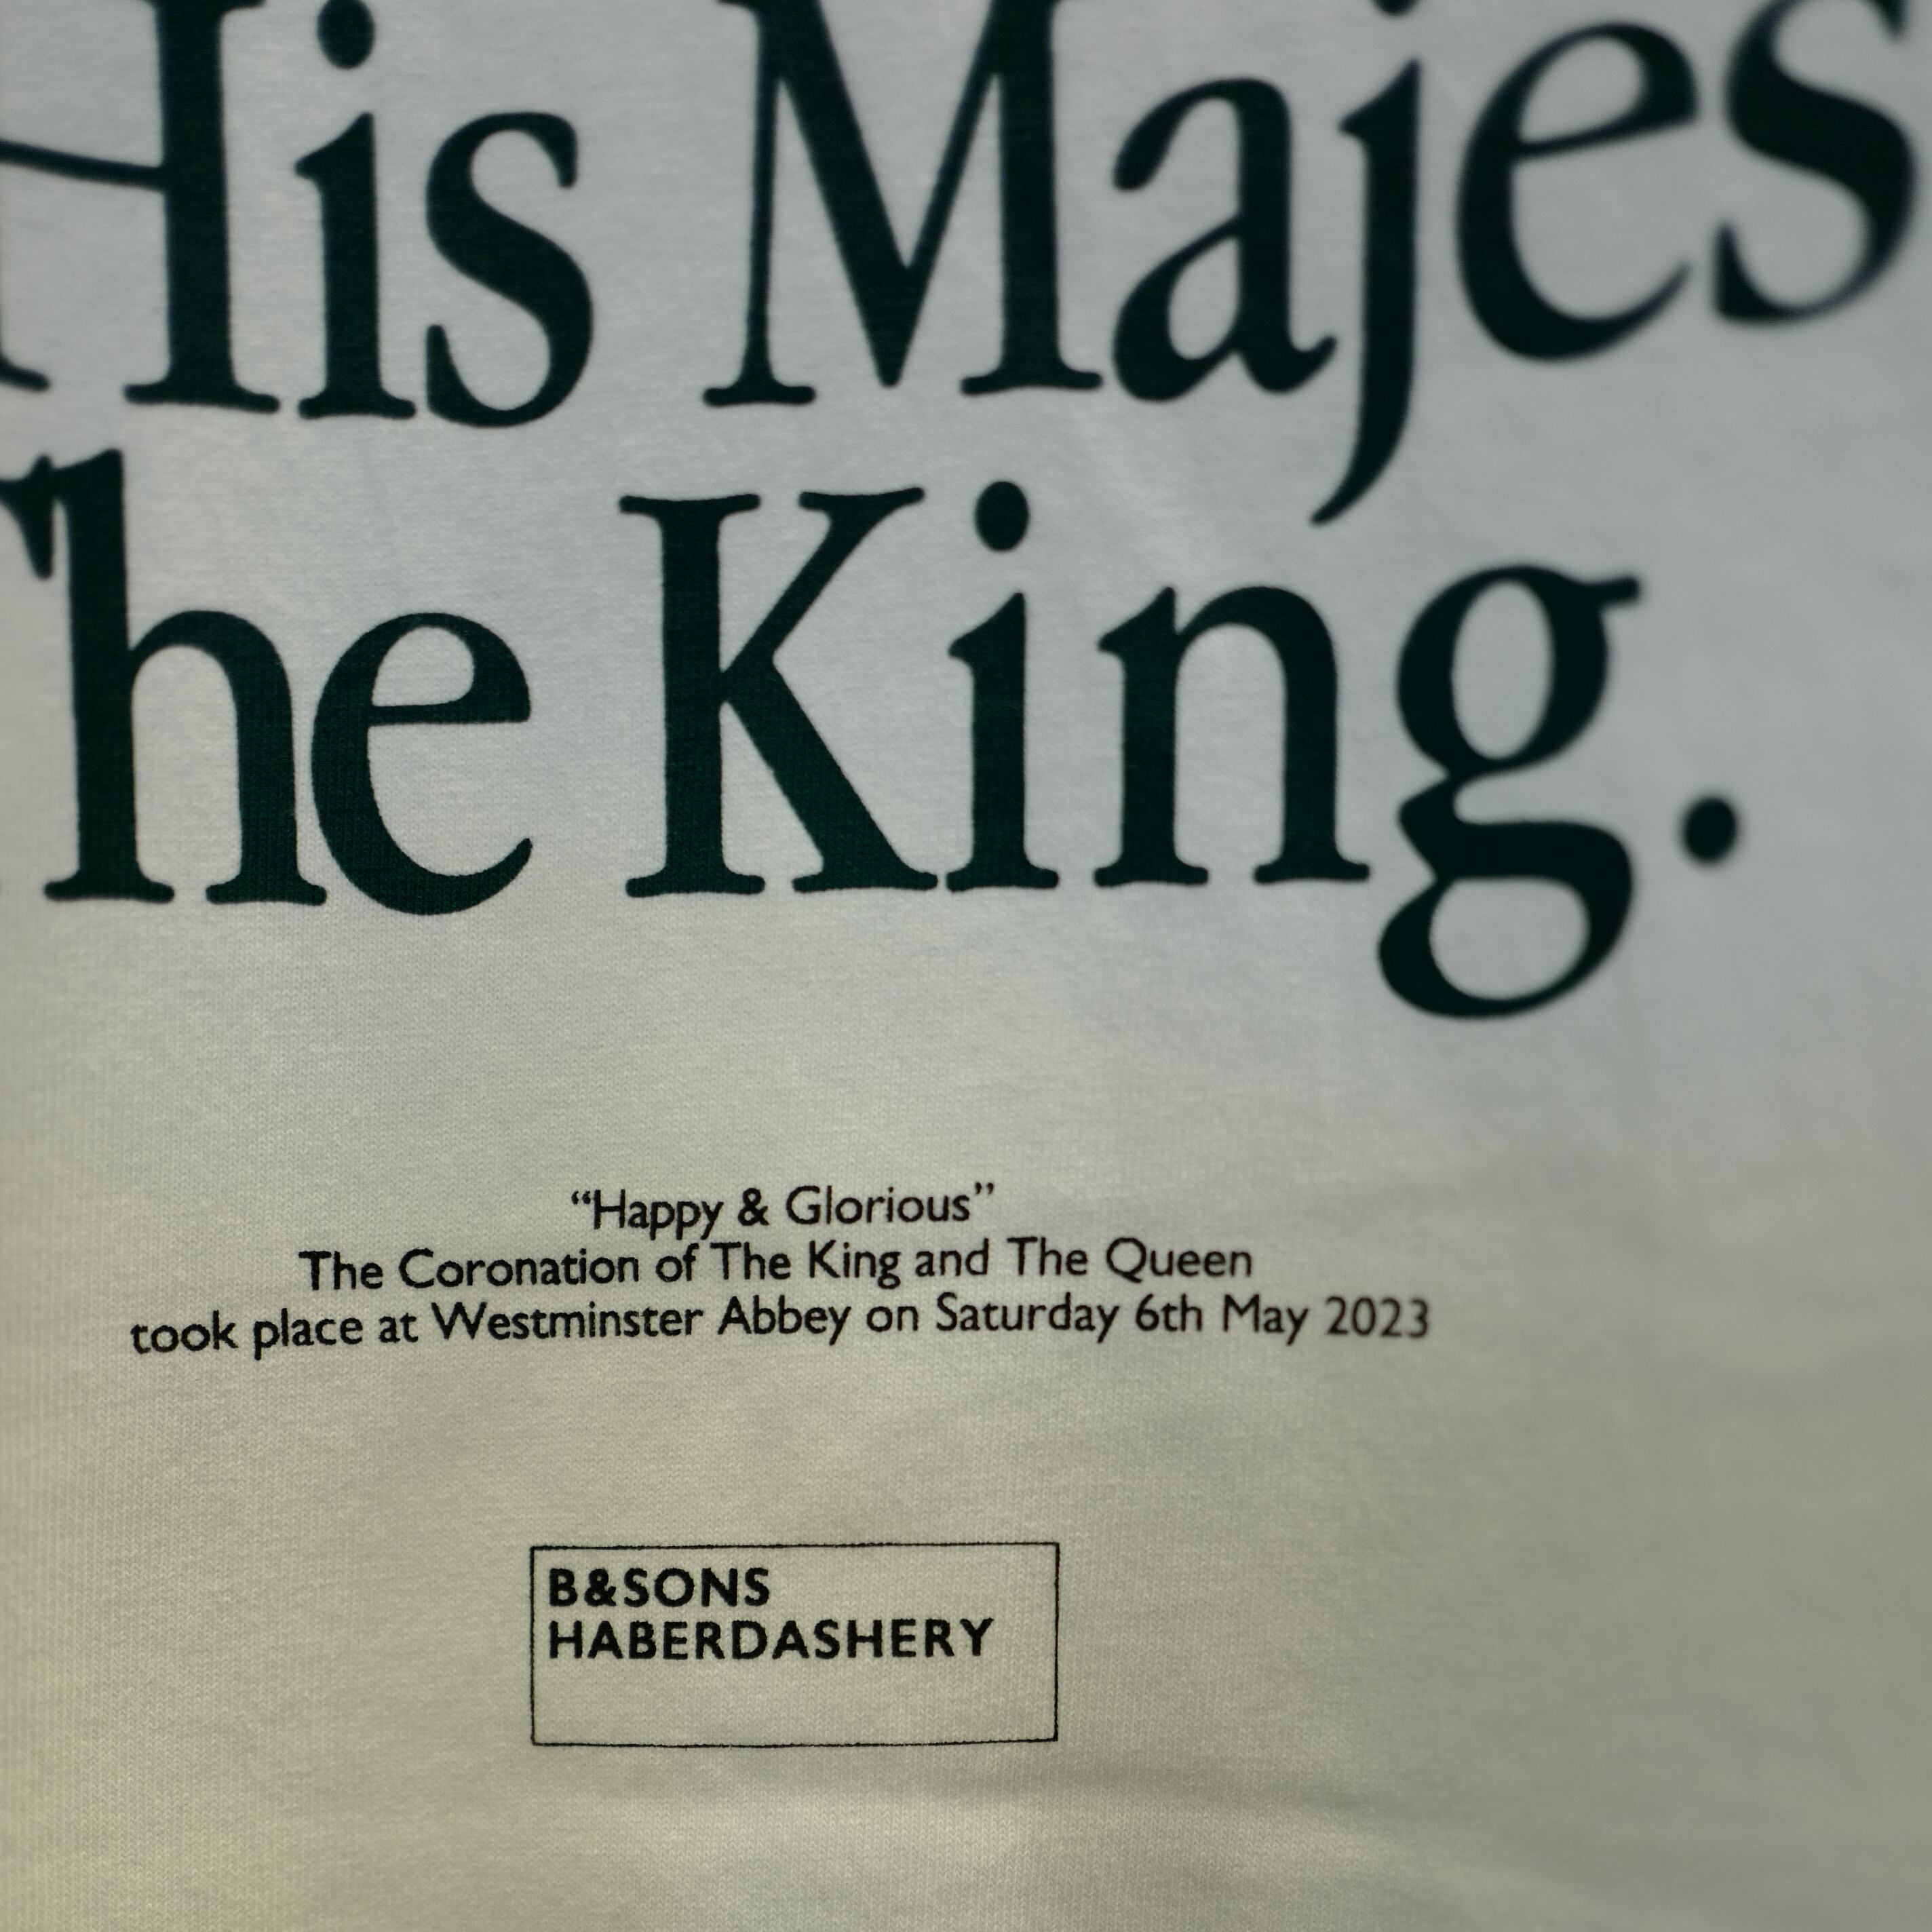 His Majes
The King.
“Happy & Glorious”
The Coronation of The King and The Queen
took place at Westminster Abbey on Saturday 6th May 2023
B&SONS
HABERDASHERY